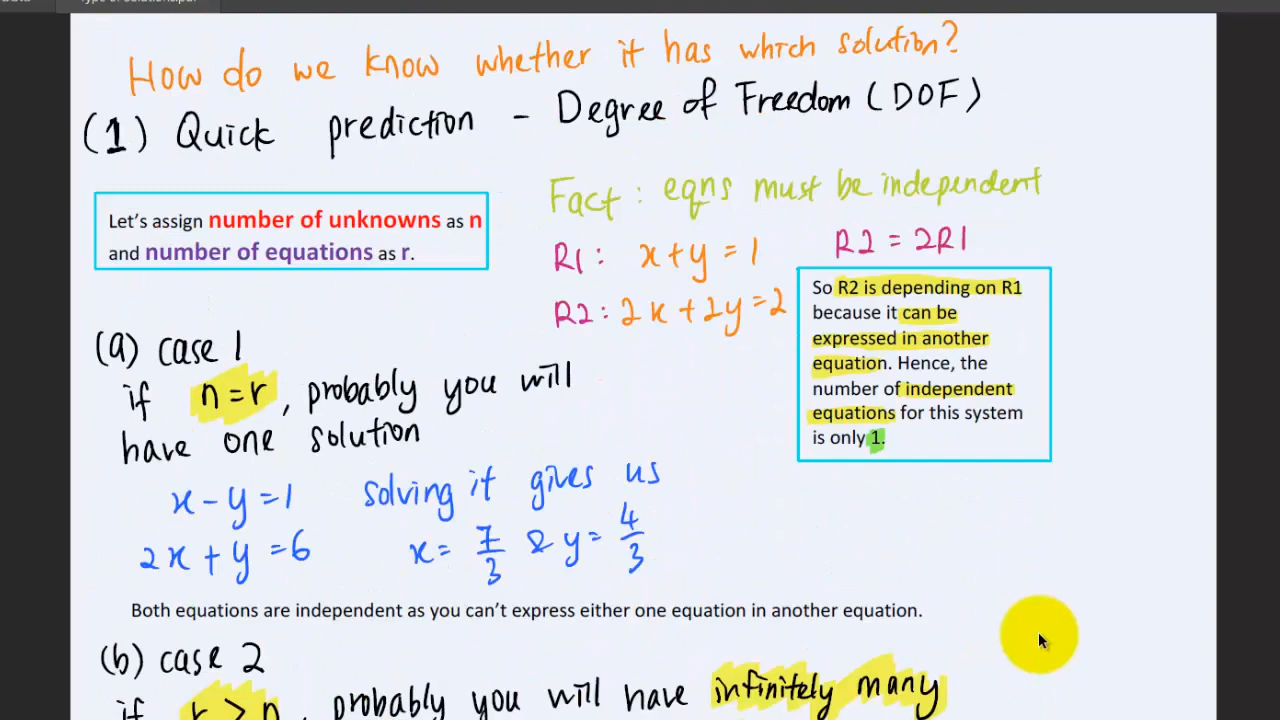 Type of Solutions.pdf
How do we know whether it has which solution?
(1) Quick prediction - Degree of Freedom (DOF)
Let's assign number of unknowns as n
and number of equations as r.
Fact : eqns must be independent
R1 : x+y=1
R2 = 2R1
R2 : 2x+2y=2
So R2 is depending on R1
because it can be
expressed in another
equation. Hence, the
number of independent
equations for this system
is only 1.
(a) case 1
if n=r, probably you will
have one solution
x-y=1
2x+y=6
solving it gives us
x= 7/3 & y= 4/3
Both equations are independent as you can't express either one equation in another equation.
(b) case 2
if r > n, probably you will have infinitely many